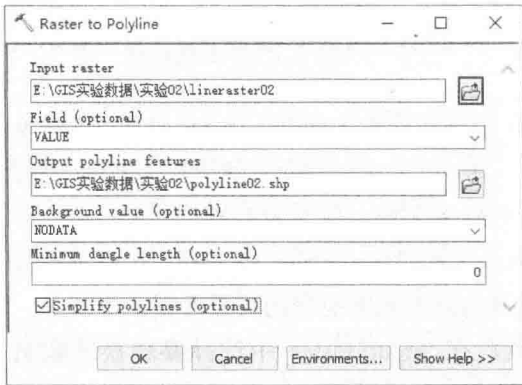 Raster to Polyline
Input raster
E:\GIS实验数据\实验02\lineraster02
Field (optional)
VALUE
Output polyline features
E:\GIS实验数据\实验02\polyline02.shp
Background value (optional)
NODATA
Minimum dangle length (optional)
0
Simplify polylines (optional)
OK Cancel Environments... Show Help >>